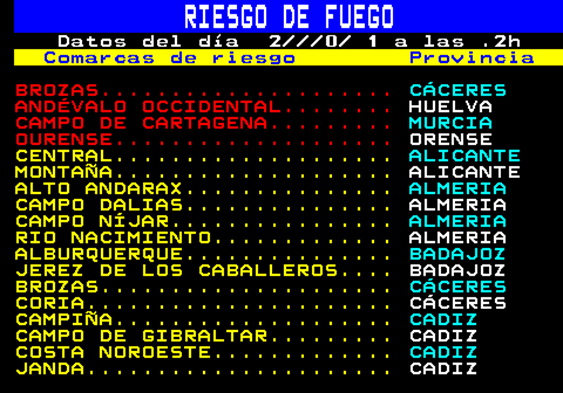 RIESGO DE FUEGO
Datos del día 2///0/ 1 a las .2h
Comarcas de riesgo Provincia
BROZAS..................... CÁCERES
ANDÉVALO OCCIDENTAL........ HUELVA
CAMPO DE CARTAGENA......... MURCIA
OURENSE.................... ORENSE
CENTRAL.................... ALICANTE
MONTAÑA.................... ALICANTE
ALTO ANDARAX............... ALMERIA
CAMPO DALIAS............... ALMERIA
CAMPO NÍJAR................ ALMERIA
RIO NACIMIENTO............. ALMERIA
ALBURQUERQUE............... BADAJOZ
JEREZ DE LOS CABALLEROS.... BADAJOZ
BROZAS..................... CÁCERES
CORIA...................... CÁCERES
CAMPIÑA.................... CADIZ
CAMPO DE GIBRALTAR......... CADIZ
COSTA NOROESTE............. CADIZ
JANDA...................... CADIZ